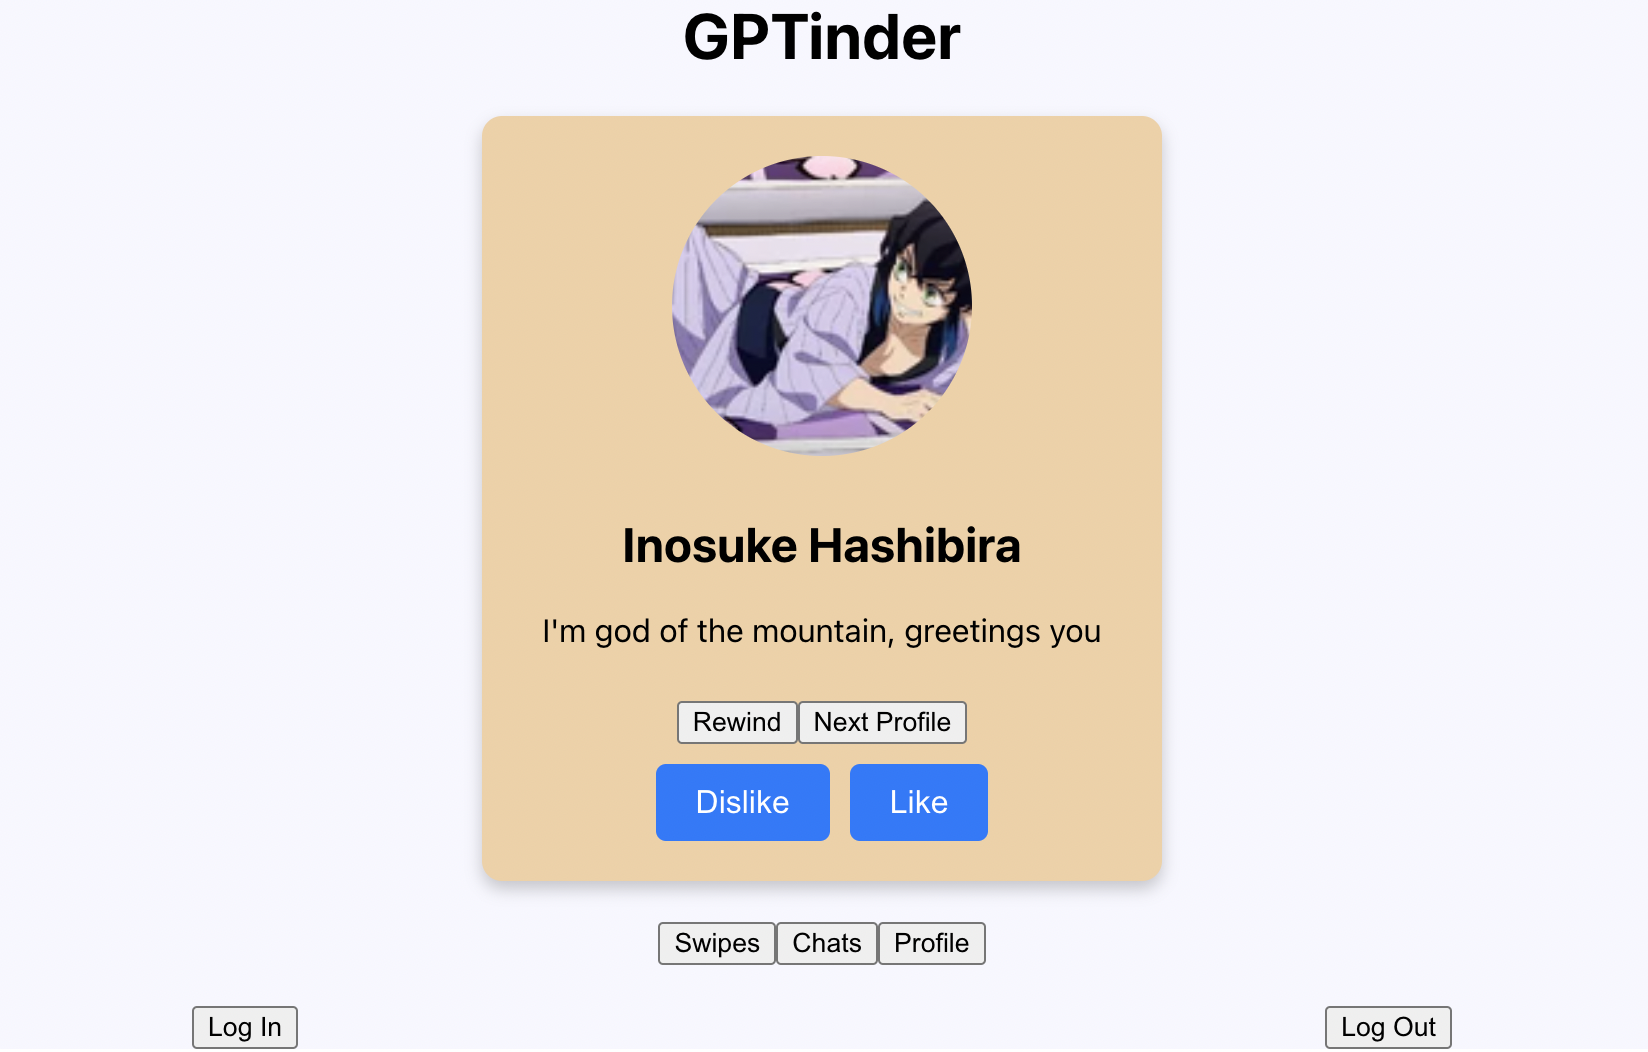 GPTinder
Inosuke Hashibira
I'm god of the mountain, greetings you
Rewind Next Profile
Dislike Like
Swipes Chats Profile
Log In Log Out